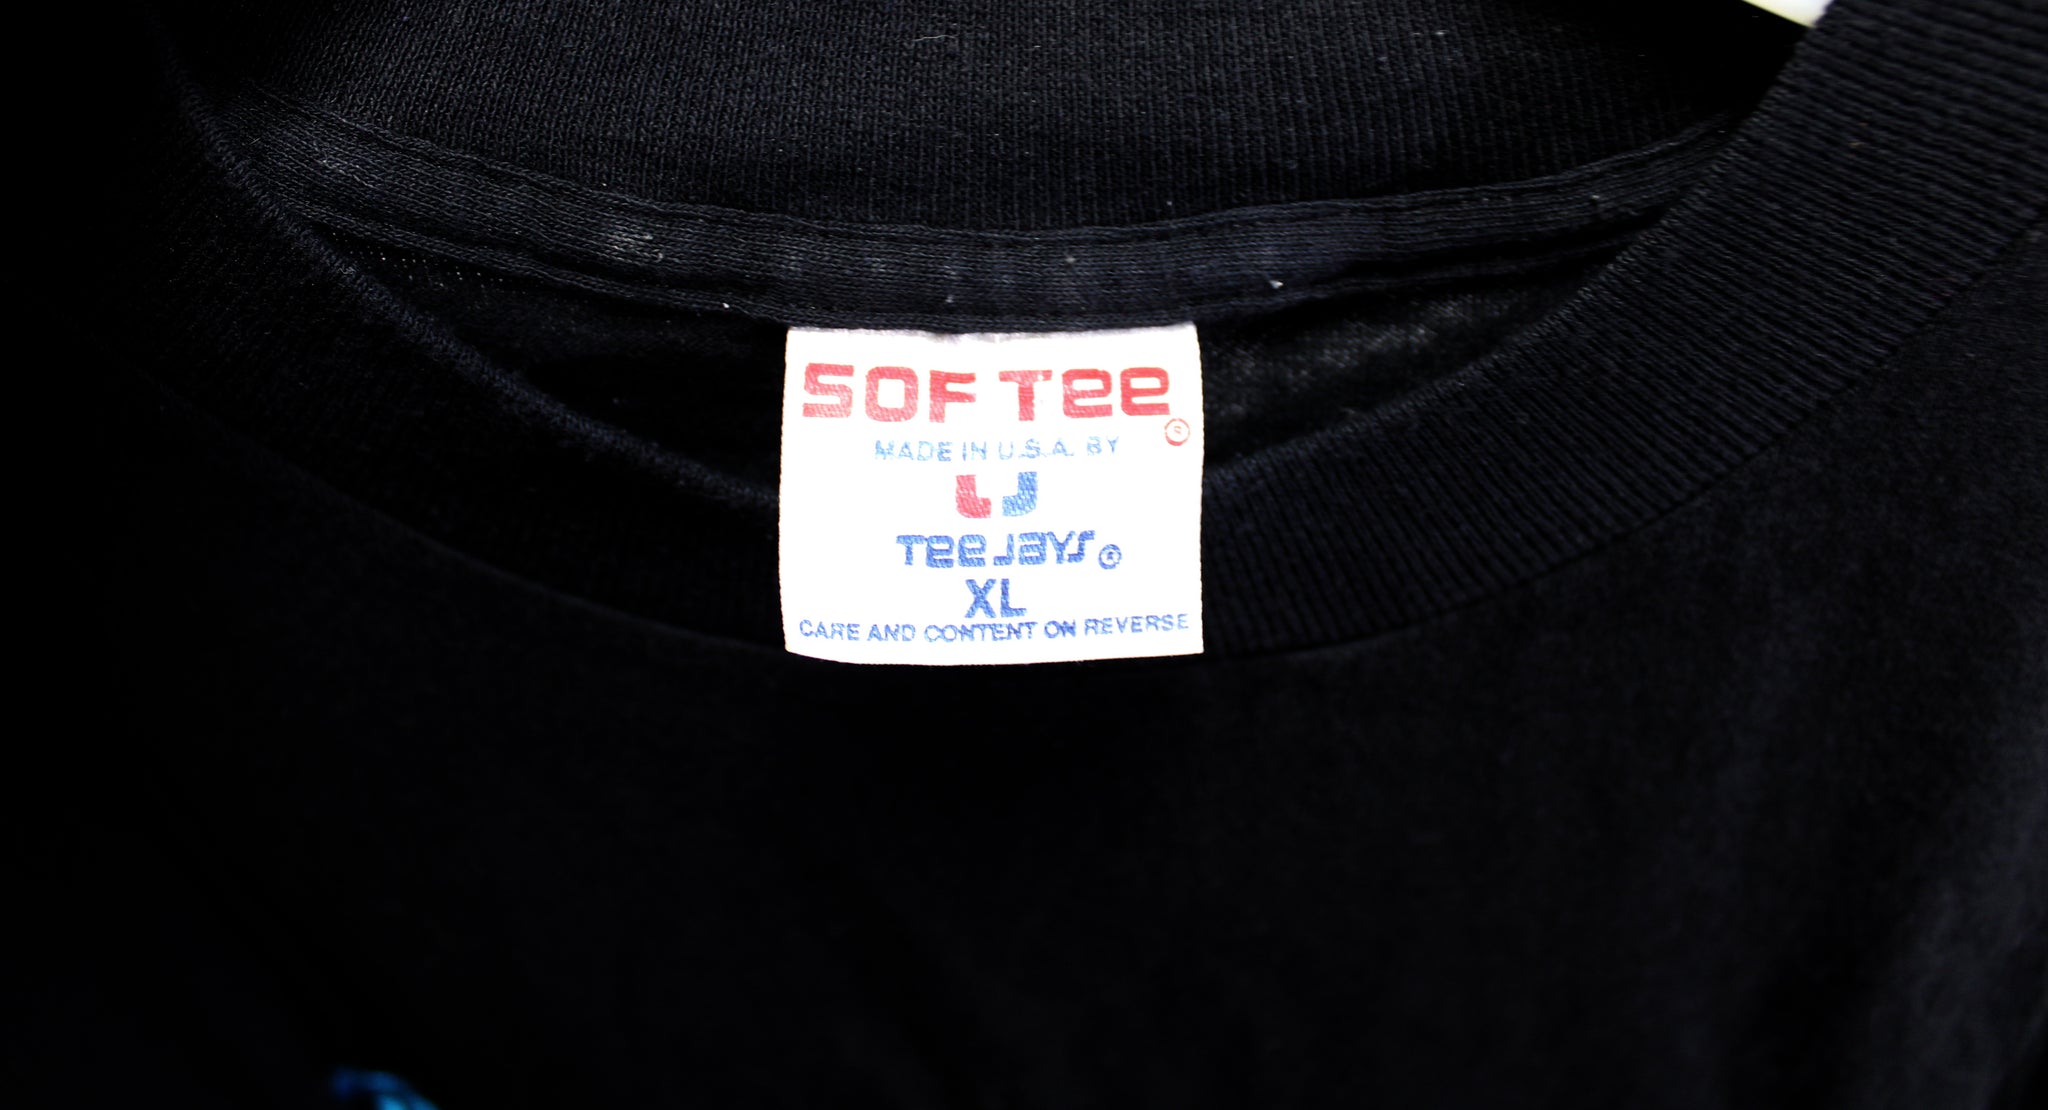 SOF TEE ®
MADE IN U.S.A. BY
TJ
TEE JAYS ®
XL
CARE AND CONTENT ON REVERSE